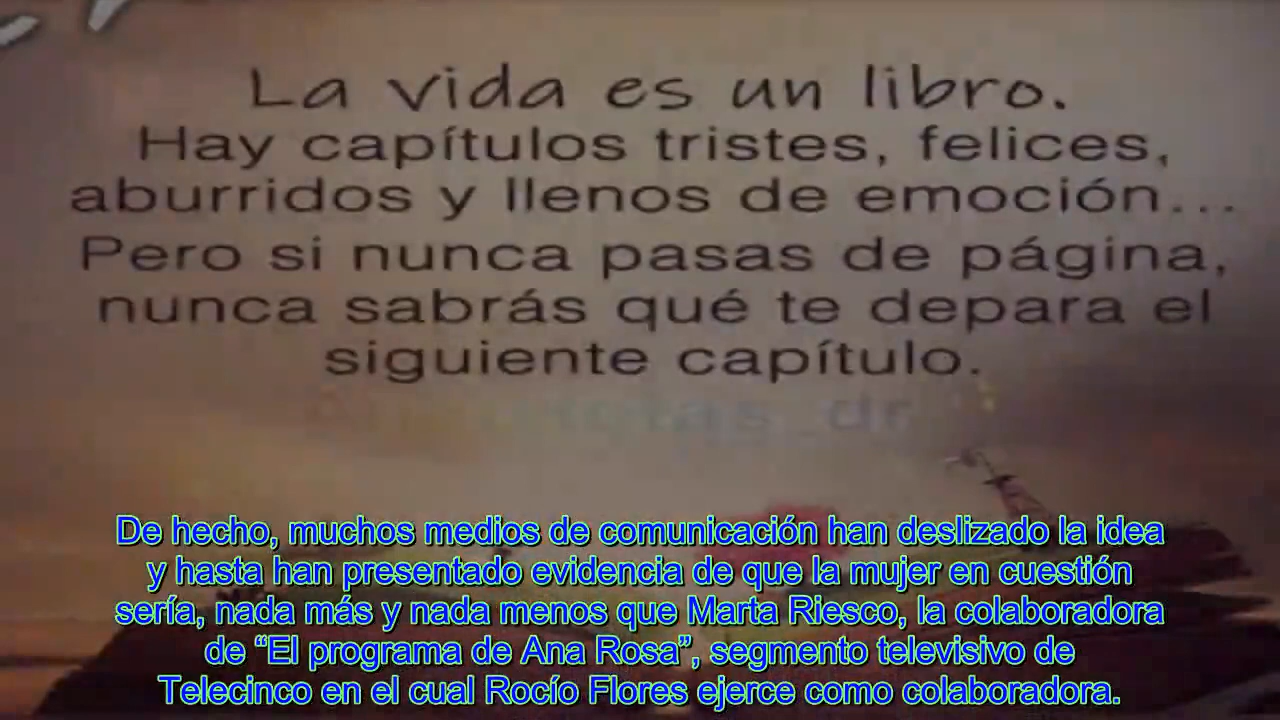 La vida es un libro.
Hay capítulos tristes, felices,
aburridos y llenos de emoción...
Pero si nunca pasas de página,
nunca sabrás qué te depara el
siguiente capítulo.
De hecho, muchos medios de comunicación han deslizado la idea
y hasta han presentado evidencia de que la mujer en cuestión
sería, nada más y nada menos que Marta Riesco, la colaboradora
de “El programa de Ana Rosa”, segmento televisivo de
Telecinco en el cual Rocío Flores ejerce como colaboradora.